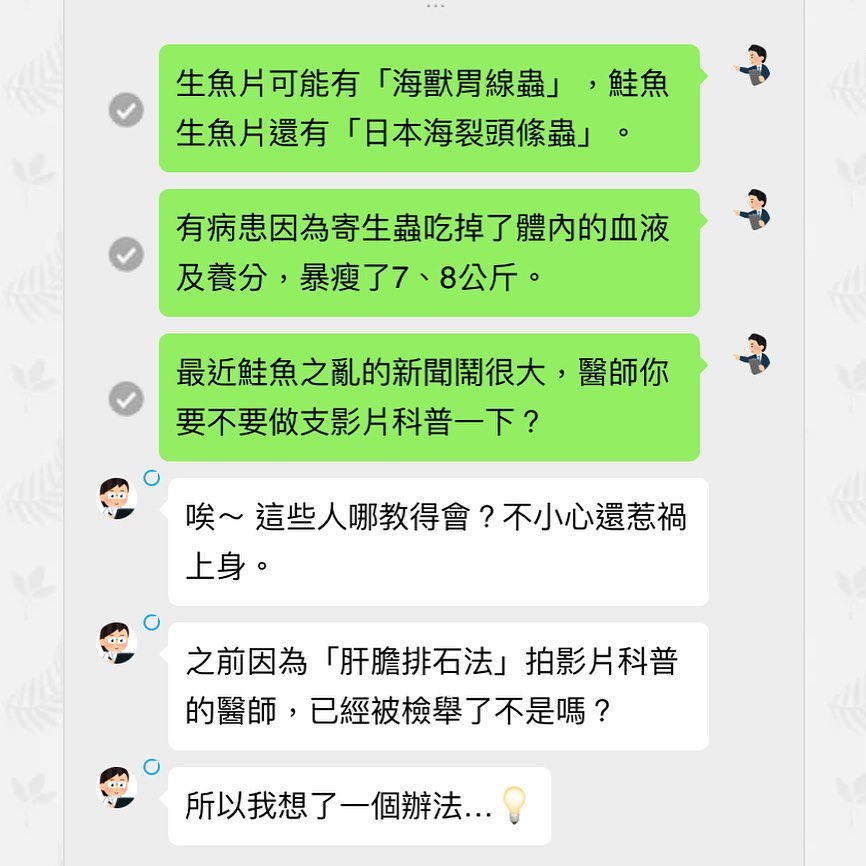 生魚片可能有「海獸胃線蟲」，鮭魚
生魚片還有「日本海裂頭絛蟲」。
有病患因為寄生蟲吃掉了體內的血液
及養分，暴瘦了7、8公斤。
最近鮭魚之亂的新聞鬧很大，醫師你
要不要做支影片科普一下？
唉～ 這些人哪教得會？不小心還惹禍
上身。
之前因為「肝膽排石法」拍影片科普
的醫師，已經被檢舉了不是嗎？
所以我想了一個辦法...💡